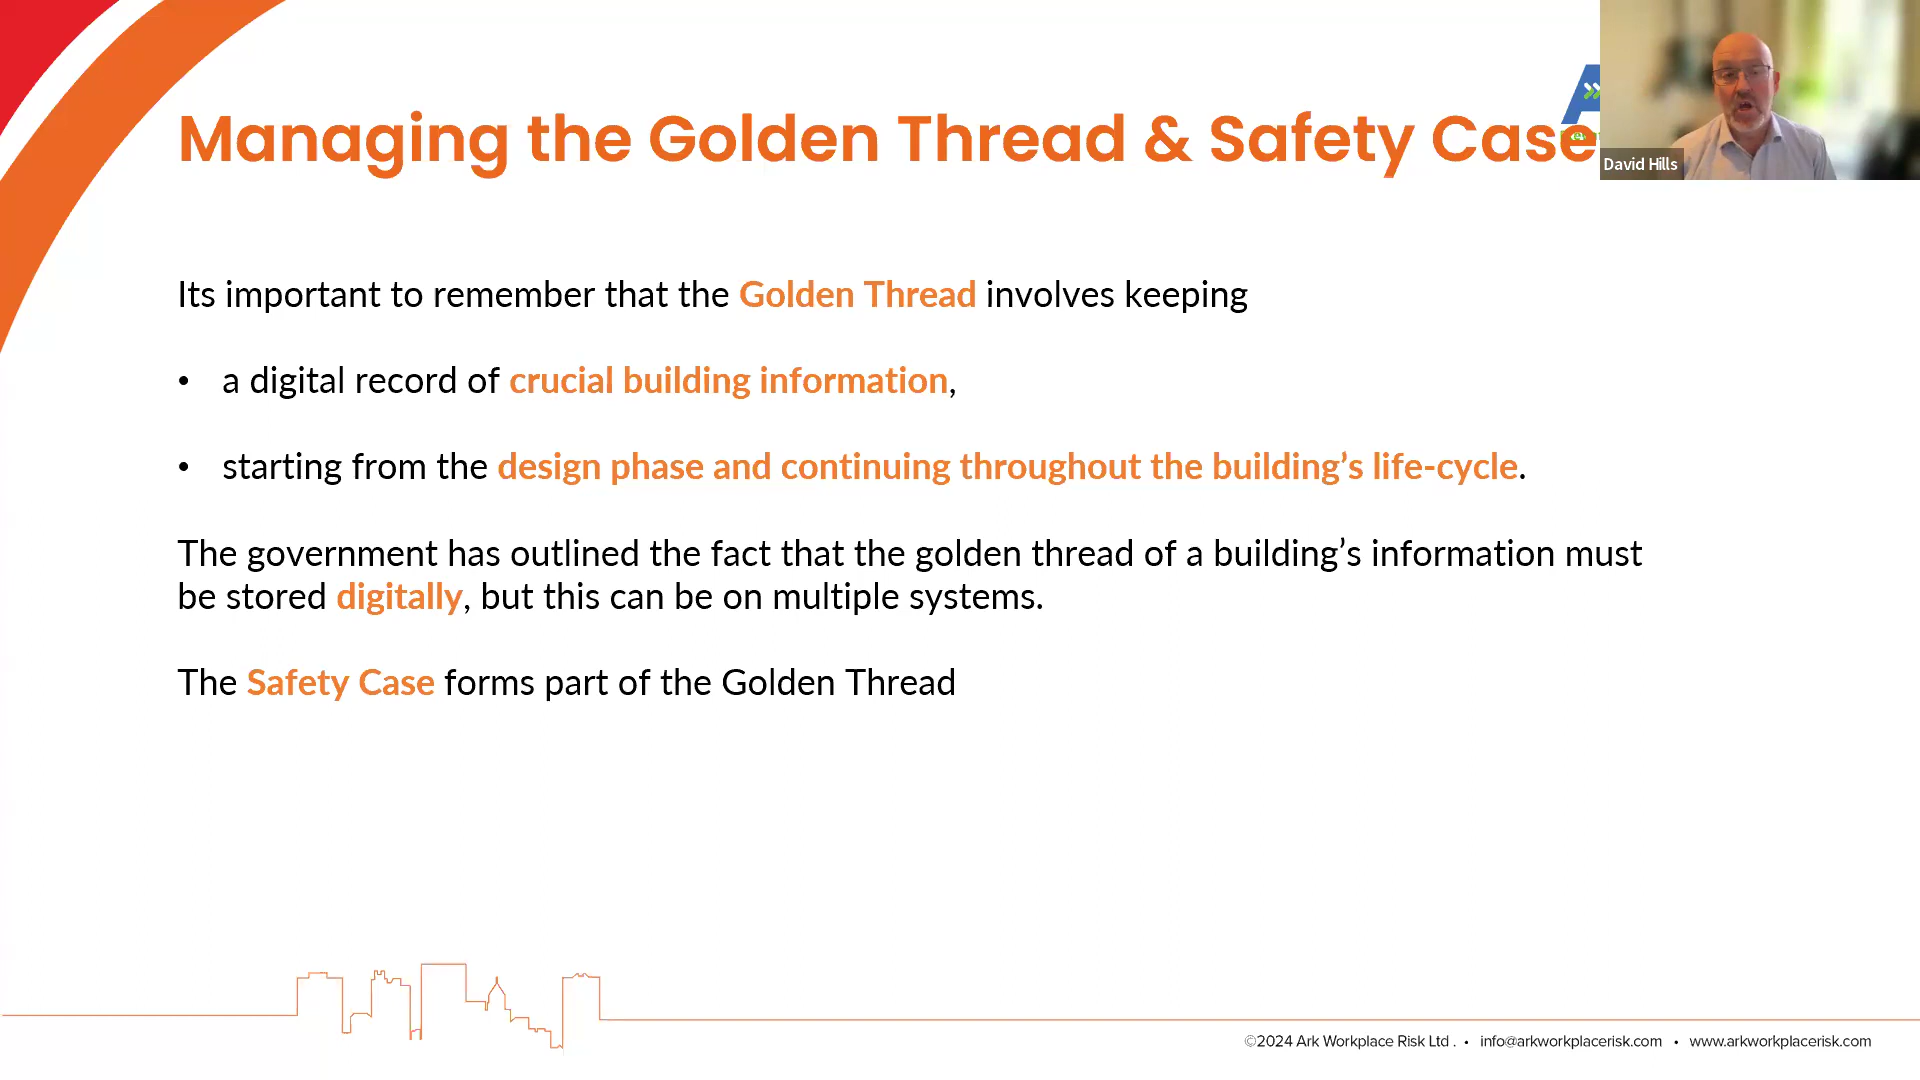 Managing the Golden Thread & Safety Case
David Hills
Its important to remember that the Golden Thread involves keeping
• a digital record of crucial building information,
• starting from the design phase and continuing throughout the building’s life-cycle.
The government has outlined the fact that the golden thread of a building’s information must
be stored digitally, but this can be on multiple systems.
The Safety Case forms part of the Golden Thread
©2024 Ark Workplace Risk Ltd . • info@arkworkplacerisk.com • www.arkworkplacerisk.com